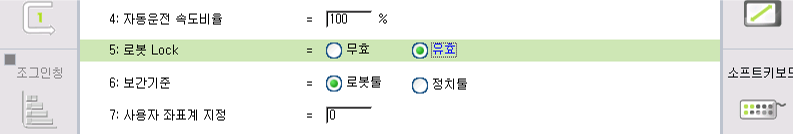 1
4: 자동운전 속도비율 = 100 %
5: 로봇 Lock = 무효 유효
조그인칭
소프트키보드
6: 보간기준 = 로봇툴 정치툴
7: 사용자 좌표계 지정 = 0